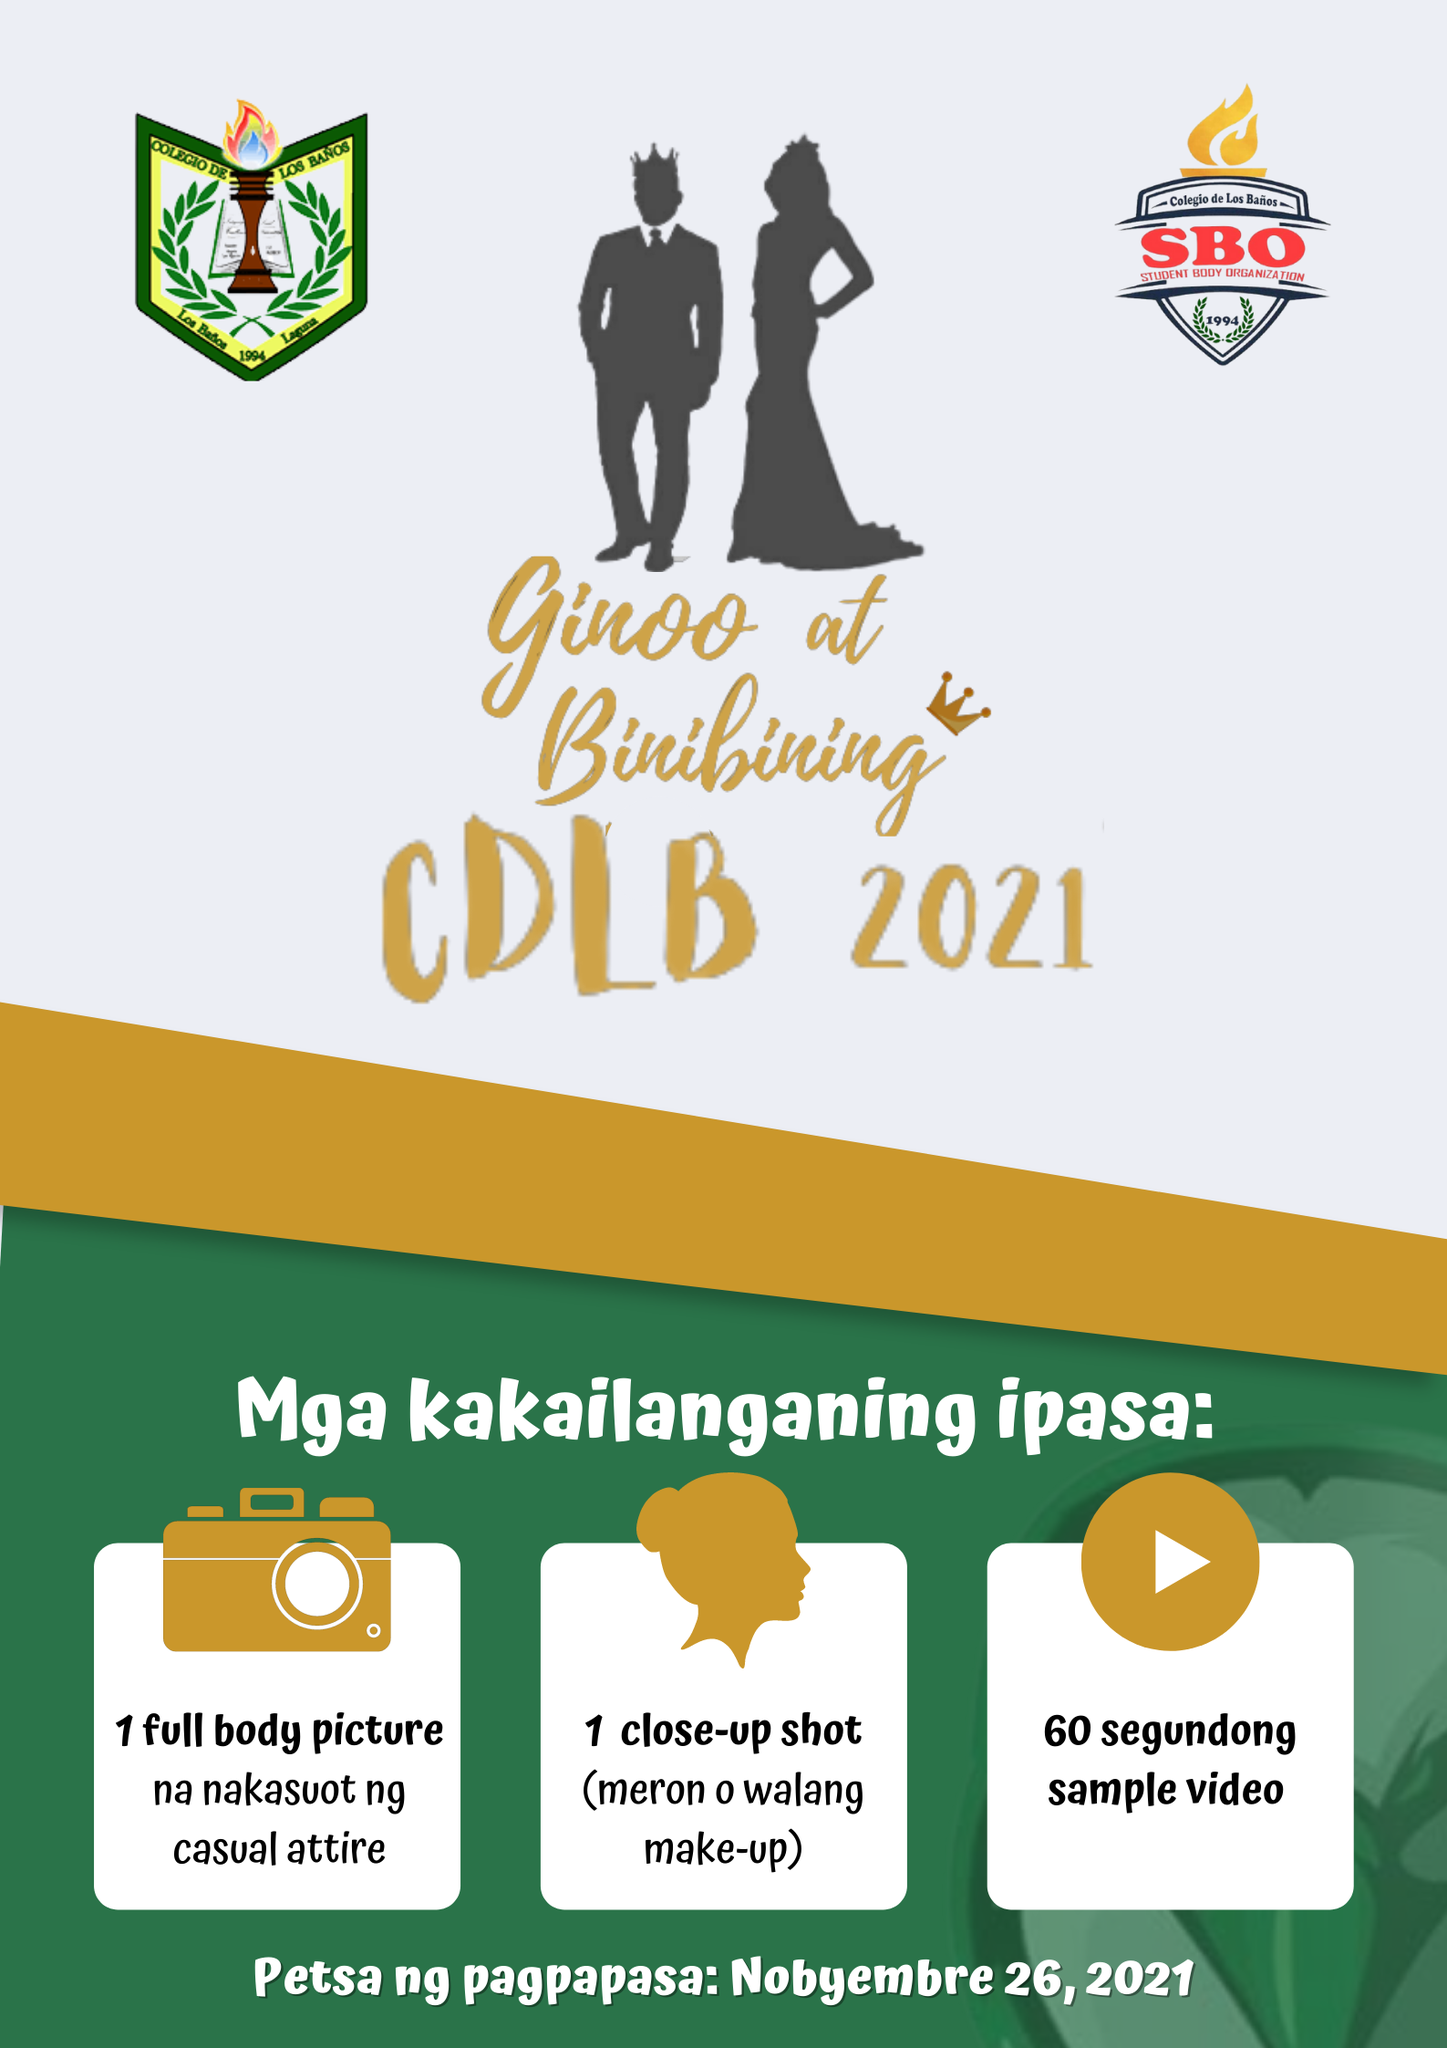 COLEGIO DE LOS BAÑOS
Los Baños 1994 Laguna
Colegio de Los Baños
SBO
STUDENT BODY ORGANIZATION
1994
Ginoo at
Binibining
CDLB 2021
Mga kakailanganing ipasa:
1 full body picture
na nakasuot ng
casual attire
1 close-up shot
(meron o walang
make-up)
60 segundong
sample video
Petsa ng pagpapasa: Nobyembre 26, 2021